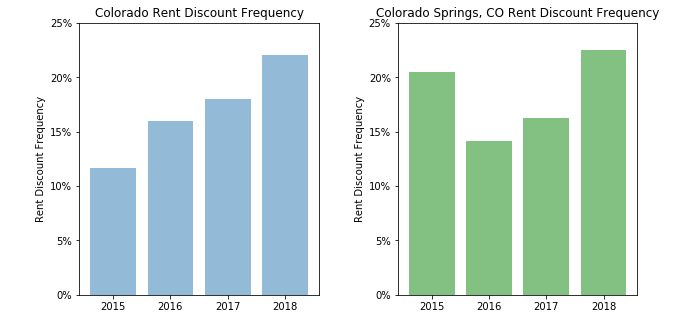 Colorado Rent Discount Frequency
Rent Discount Frequency
25%
20%
15%
10%
5%
0%
2015 2016 2017 2018
Colorado Springs, CO Rent Discount Frequency
Rent Discount Frequency
25%
20%
15%
10%
5%
0%
2015 2016 2017 2018